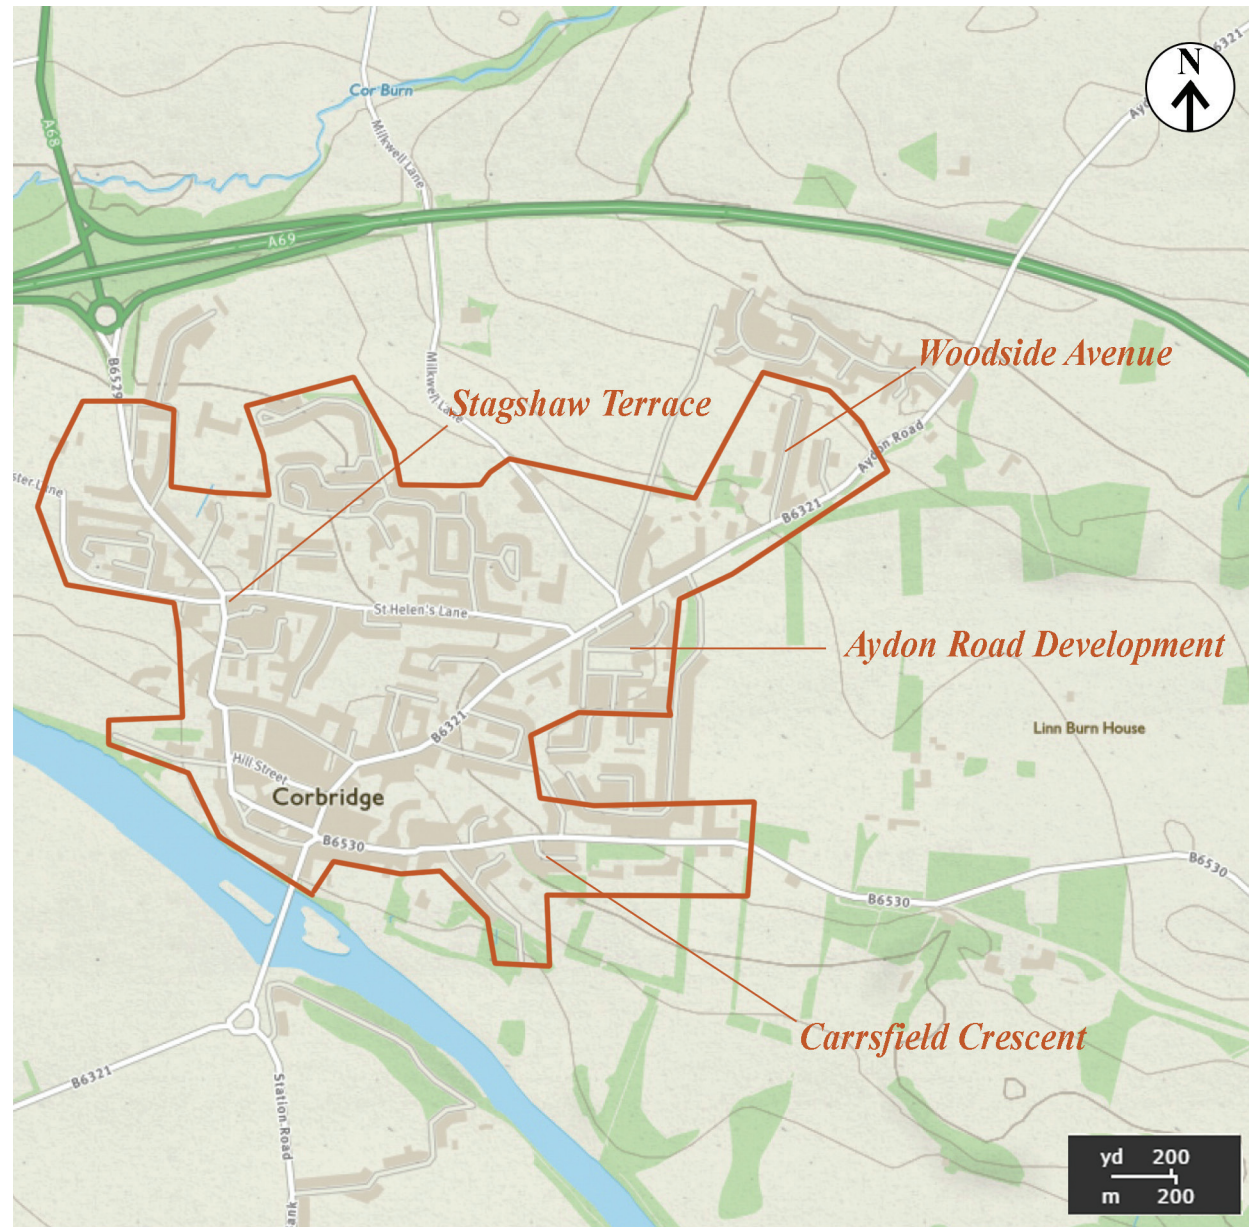 N
6321
Ayd
Cor Burn
A68
Milkwell Lane
A69
B6529
Milkwell Lane
Woodside Avenue
Stagshaw Terrace
Aydon Road
ster Lane
B6321
St Helen's Lane
Aydon Road Development
B6321
Linn Burn House
Hill Street
Corbridge
B6530
B6530
B6530
Carrsfield Crescent
B6321
Station Road
ank
yd 200
m 200